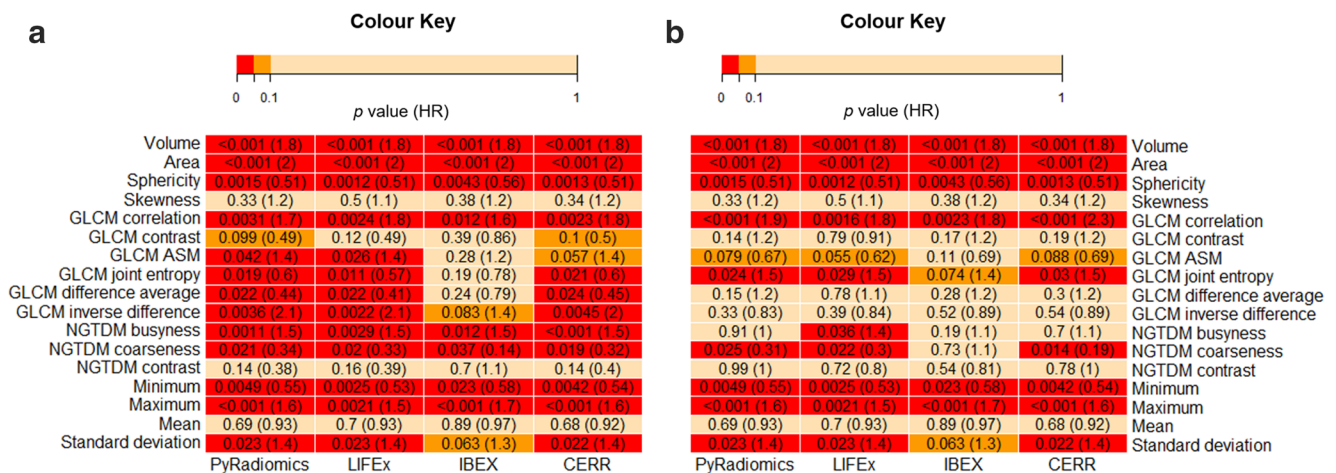 a
Colour Key
0 0.1 1
p value (HR)
Volume <0.001 (1.8) <0.001 (1.8) <0.001 (1.8) <0.001 (1.8)
Area <0.001 (2) <0.001 (2) <0.001 (2) <0.001 (2)
Sphericity 0.0015 (0.51) 0.0012 (0.51) 0.0043 (0.56) 0.0013 (0.51)
Skewness 0.33 (1.2) 0.5 (1.1) 0.38 (1.2) 0.34 (1.2)
GLCM correlation 0.0031 (1.7) 0.0024 (1.8) 0.012 (1.6) 0.0023 (1.8)
GLCM contrast 0.099 (0.49) 0.12 (0.49) 0.39 (0.86) 0.1 (0.5)
GLCM ASM 0.042 (1.4) 0.026 (1.4) 0.28 (1.2) 0.057 (1.4)
GLCM joint entropy 0.019 (0.6) 0.011 (0.57) 0.19 (0.78) 0.021 (0.6)
GLCM difference average 0.022 (0.44) 0.022 (0.41) 0.24 (0.79) 0.024 (0.45)
GLCM inverse difference 0.0036 (2.1) 0.0022 (2.1) 0.083 (1.4) 0.0045 (2)
NGTDM busyness 0.0011 (1.5) 0.0029 (1.5) 0.012 (1.5) <0.001 (1.5)
NGTDM coarseness 0.021 (0.34) 0.02 (0.33) 0.037 (0.14) 0.019 (0.32)
NGTDM contrast 0.14 (0.38) 0.16 (0.39) 0.7 (1.1) 0.14 (0.4)
Minimum 0.0049 (0.55) 0.0025 (0.53) 0.023 (0.58) 0.0042 (0.54)
Maximum <0.001 (1.6) 0.0021 (1.5) <0.001 (1.7) <0.001 (1.6)
Mean 0.69 (0.93) 0.7 (0.93) 0.89 (0.97) 0.68 (0.92)
Standard deviation 0.023 (1.4) 0.023 (1.4) 0.063 (1.3) 0.022 (1.4)
PyRadiomics LIFEx IBEX CERR
b
Colour Key
0 0.1 1
p value (HR)
<0.001 (1.8) <0.001 (1.8) <0.001 (1.8) <0.001 (1.8) Volume
<0.001 (2) <0.001 (2) <0.001 (2) <0.001 (2) Area
0.0015 (0.51) 0.0012 (0.51) 0.0043 (0.56) 0.0013 (0.51) Sphericity
0.33 (1.2) 0.5 (1.1) 0.38 (1.2) 0.34 (1.2) Skewness
<0.001 (1.9) 0.0016 (1.8) 0.0023 (1.8) <0.001 (2.3) GLCM correlation
0.14 (1.2) 0.79 (0.91) 0.17 (1.2) 0.19 (1.2) GLCM contrast
0.079 (0.67) 0.055 (0.62) 0.11 (0.69) 0.088 (0.69) GLCM ASM
0.024 (1.5) 0.029 (1.5) 0.074 (1.4) 0.03 (1.5) GLCM joint entropy
0.15 (1.2) 0.78 (1.1) 0.28 (1.2) 0.3 (1.2) GLCM difference average
0.33 (0.83) 0.39 (0.84) 0.52 (0.89) 0.54 (0.89) GLCM inverse difference
0.91 (1) 0.036 (1.4) 0.19 (1.1) 0.7 (1.1) NGTDM busyness
0.025 (0.31) 0.022 (0.3) 0.73 (1.1) 0.014 (0.19) NGTDM coarseness
0.99 (1) 0.72 (0.8) 0.54 (0.81) 0.78 (1) NGTDM contrast
0.0049 (0.55) 0.0025 (0.53) 0.023 (0.58) 0.0042 (0.54) Minimum
<0.001 (1.6) 0.0021 (1.5) <0.001 (1.7) <0.001 (1.6) Maximum
0.69 (0.93) 0.7 (0.93) 0.89 (0.97) 0.68 (0.92) Mean
0.023 (1.4) 0.023 (1.4) 0.063 (1.3) 0.022 (1.4) Standard deviation
PyRadiomics LIFEx IBEX CERR